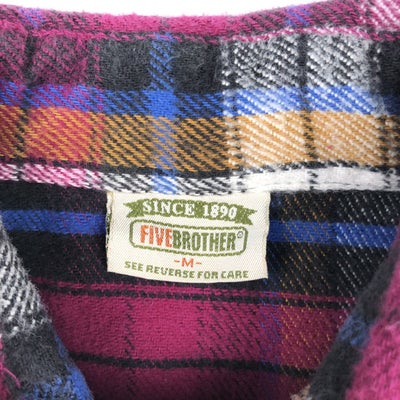 SINCE 1890
FIVEBROTHER®
-M-
SEE REVERSE FOR CARE